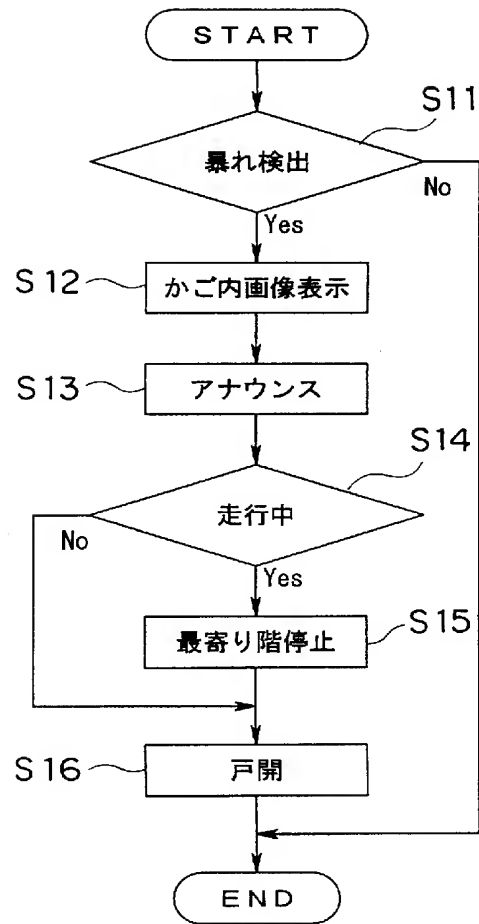 START
S11
暴れ検出
No
Yes
S12
かご内画像表示
S13
アナウンス
S14
走行中
No
Yes
S15
最寄り階停止
S16
戸開
END